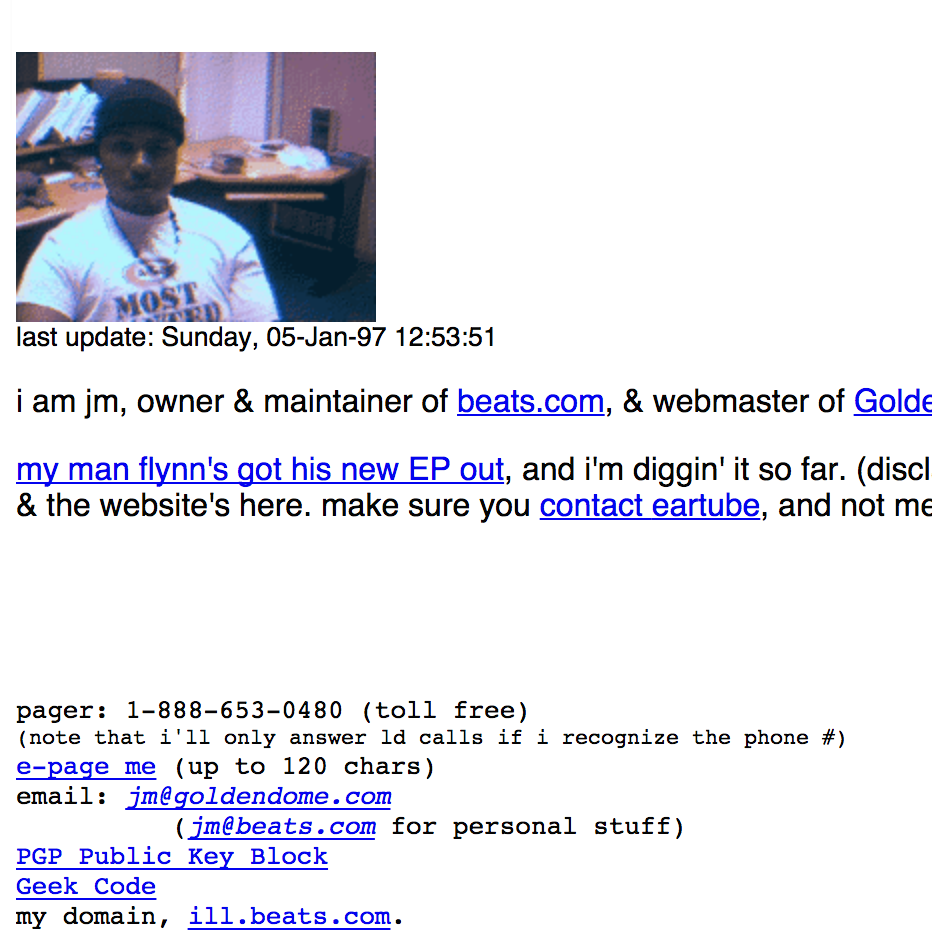 MOST
last update: Sunday, 05-Jan-97 12:53:51
i am jm, owner & maintainer of beats.com, & webmaster of Golde
my man flynn's got his new EP out, and i'm diggin' it so far. (discl
& the website's here. make sure you contact eartube, and not me
pager: 1-888-653-0480 (toll free)
(note that i'll only answer ld calls if i recognize the phone #)
e-page me (up to 120 chars)
email: jm@goldendome.com
(jm@beats.com for personal stuff)
PGP Public Key Block
Geek Code
my domain, ill.beats.com.